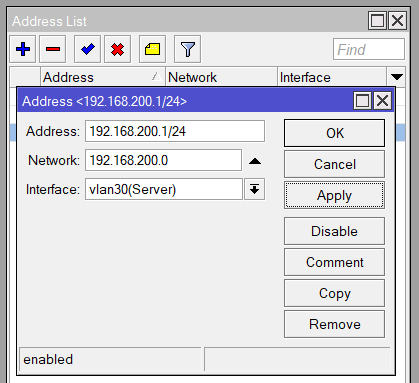 Address List
Find
Address Network Interface
Address <192.168.200.1/24>
Address: 192.168.200.1/24
OK
Network: 192.168.200.0
Cancel
Interface: vlan30(Server)
Apply
Disable
Comment
Copy
Remove
enabled